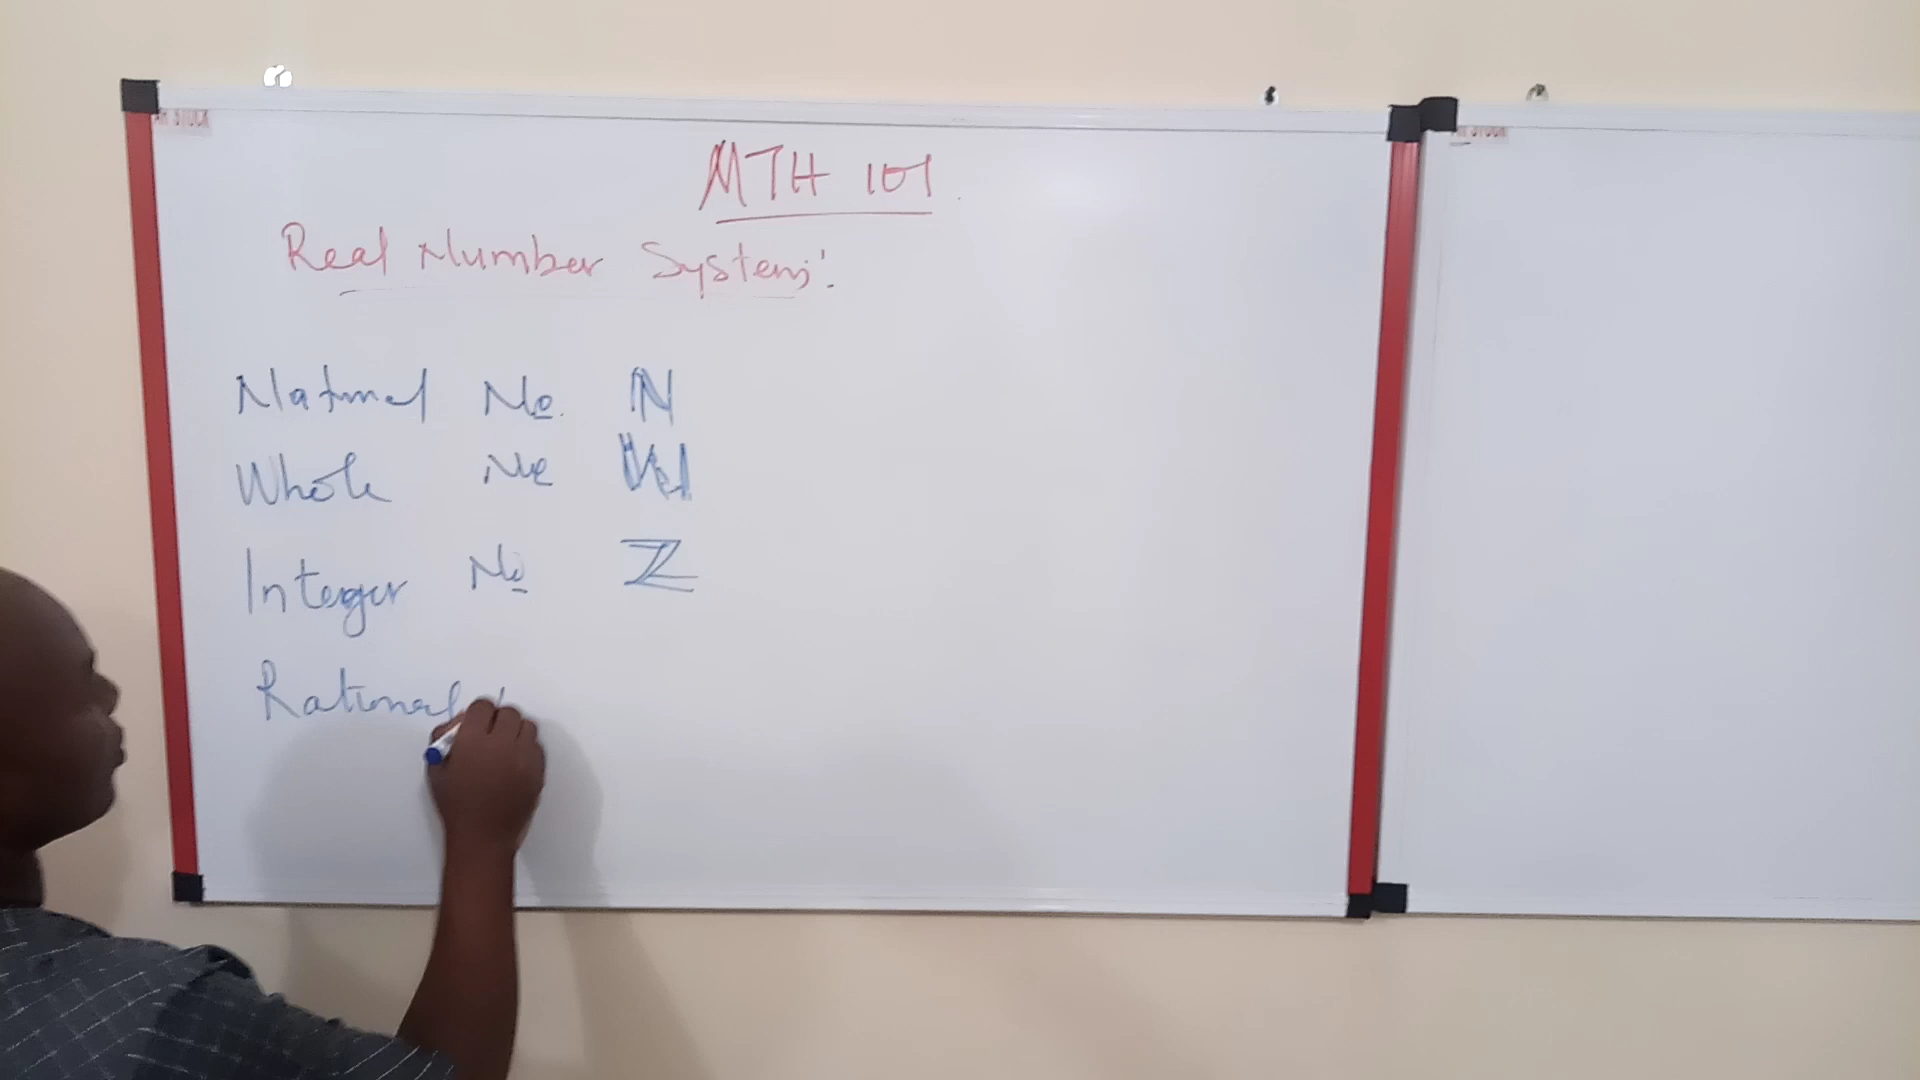 MTH 101
Real Number System:
Natural No. N
Whole No W
Integer No Z
Rational